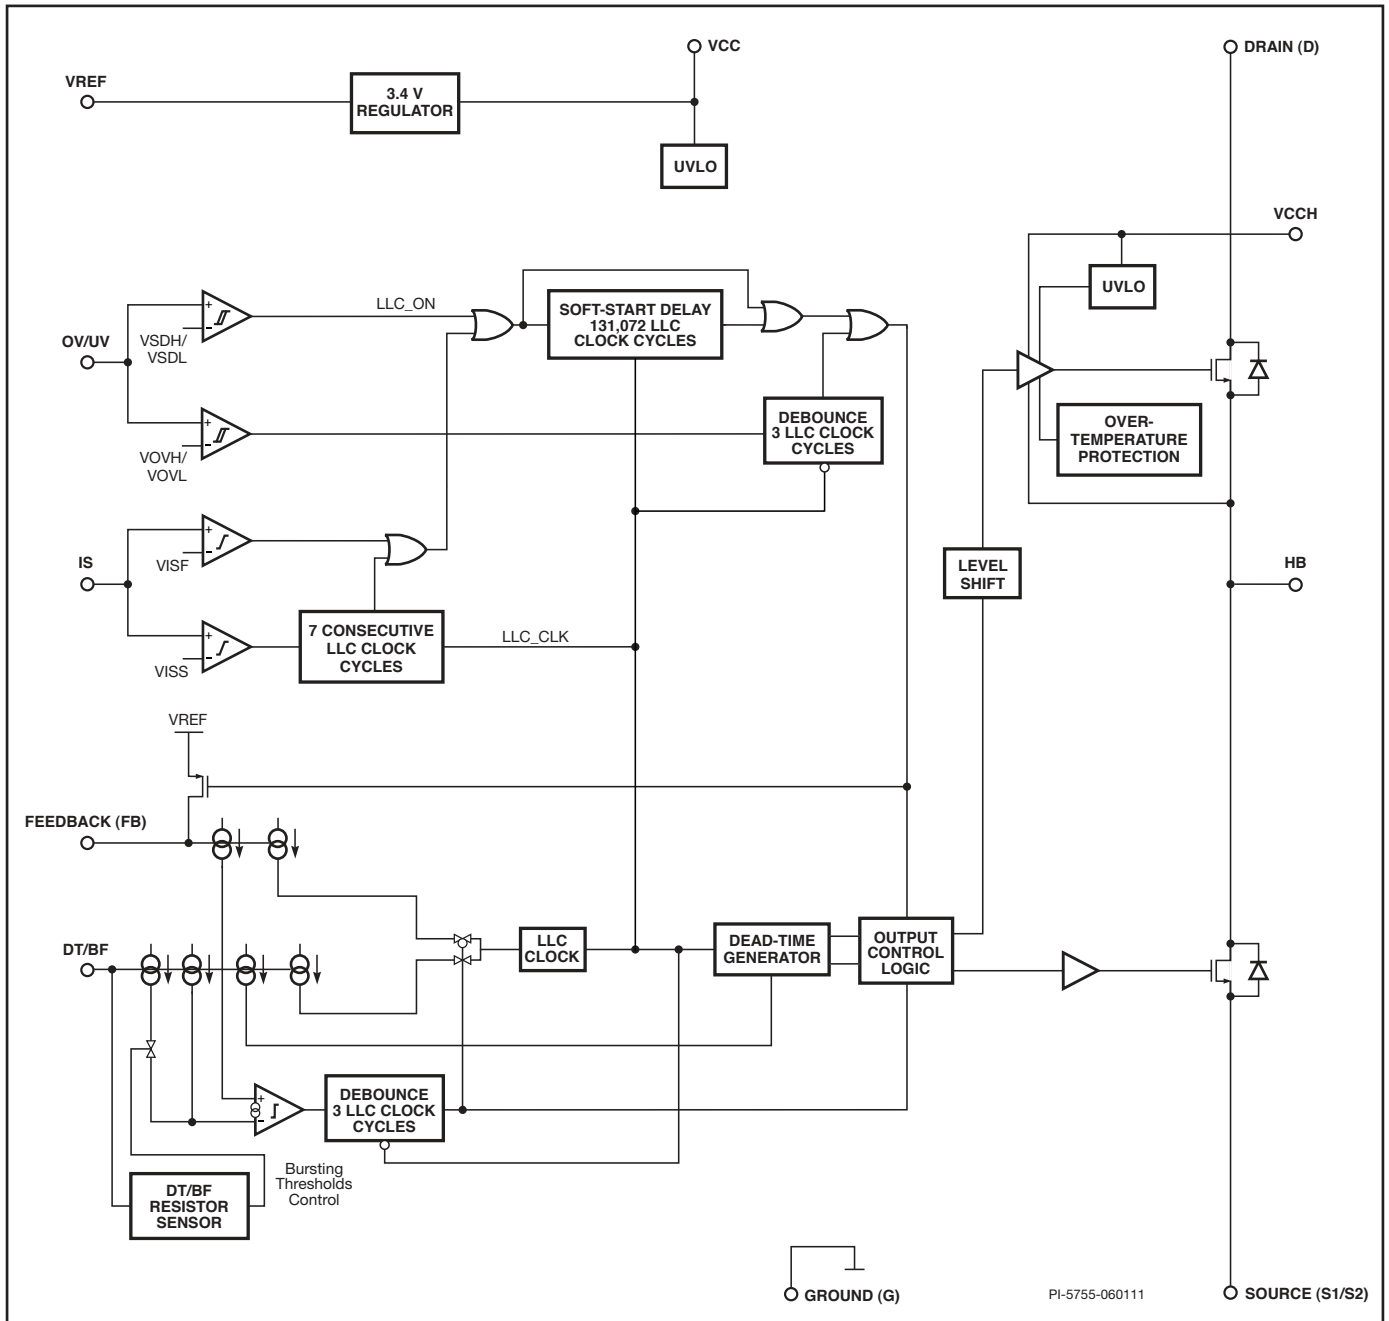 VCC
DRAIN (D)
VREF
3.4 V
REGULATOR
UVLO
VCCH
UVLO
LLC_ON
SOFT-START DELAY
131,072 LLC
CLOCK CYCLES
OV/UV
+
−
VSDH/
VSDL
DEBOUNCE
3 LLC CLOCK
CYCLES
OVER-
TEMPERATURE
PROTECTION
+
−
VOVH/
VOVL
IS
+
−
VISF
LEVEL
SHIFT
HB
7 CONSECUTIVE
LLC CLOCK
CYCLES
LLC_CLK
+
−
VISS
VREF
FEEDBACK (FB)
DT/BF
LLC
CLOCK
DEAD-TIME
GENERATOR
OUTPUT
CONTROL
LOGIC
+
−
DEBOUNCE
3 LLC CLOCK
CYCLES
Bursting
Thresholds
Control
DT/BF
RESISTOR
SENSOR
GROUND (G)
PI-5755-060111
SOURCE (S1/S2)